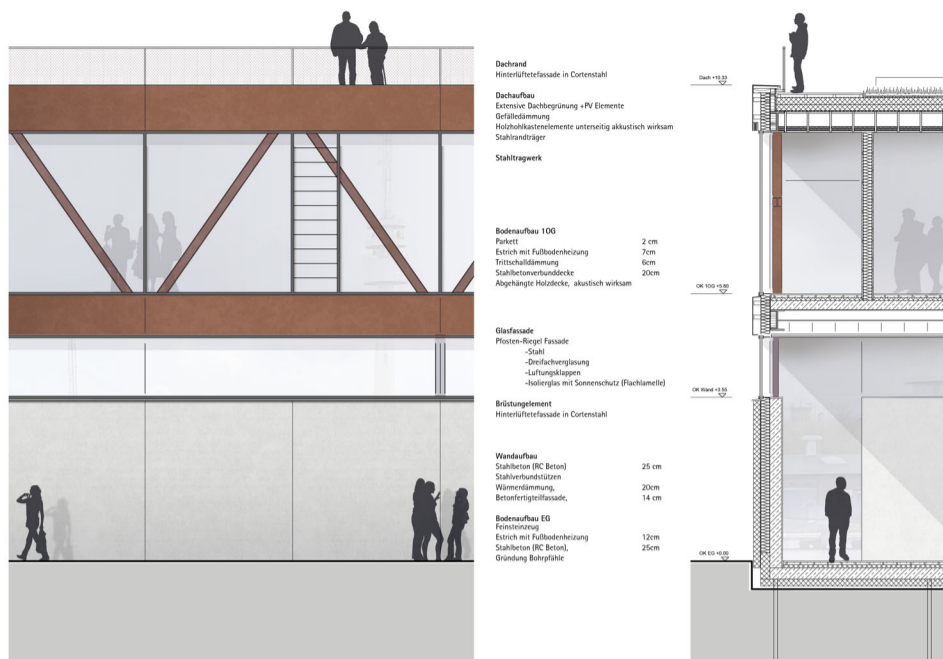 Dachrand
Hinterlüftetefassade in Cortenstahl
Dachaufbau
Extensive Dachbegrünung +PV Elemente
Gefälledämmung
Holzhohlkastenelemente unterseitig akkustisch wirksam
Stahlrandträger
Stahltragwerk
Bodenaufbau 1OG
Parkett 2 cm
Estrich mit Fußbodenheizung 7cm
Trittschalldämmung 6cm
Stahlbetonverbunddecke 20cm
Abgehängte Holzdecke, akustisch wirksam
Glasfassade
Pfosten-Riegel Fassade
-Stahl
-Dreifachverglasung
-Luftungsklappen
-Isolierglas mit Sonnenschutz (Flachlamelle)
Brüstungelement
Hinterlüftetefassade in Cortenstahl
Wandaufbau
Stahlbeton (RC Beton) 25 cm
Stahlverbundstützen
Wärmerdämmung, 20cm
Betonfertigteilfassade, 14 cm
Bodenaufbau EG
Feinsteinzeug
Estrich mit Fußbodenheizung 12cm
Stahlbeton (RC Beton), 25cm
Gründung Bohrpfähle
Dach +10.33
OK 1OG +5.80
OK Wand +3.55
OK EG +0.00